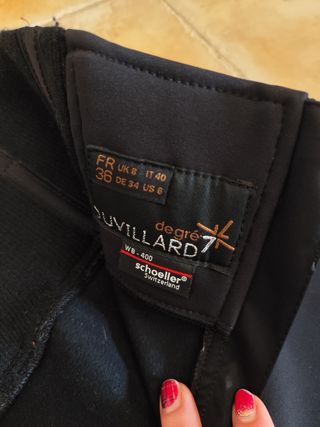 FR UK 8 IT 40
36 DE 34 US 6
degré 7
DUVILLARD
WB-400
schoeller®
Switzerland